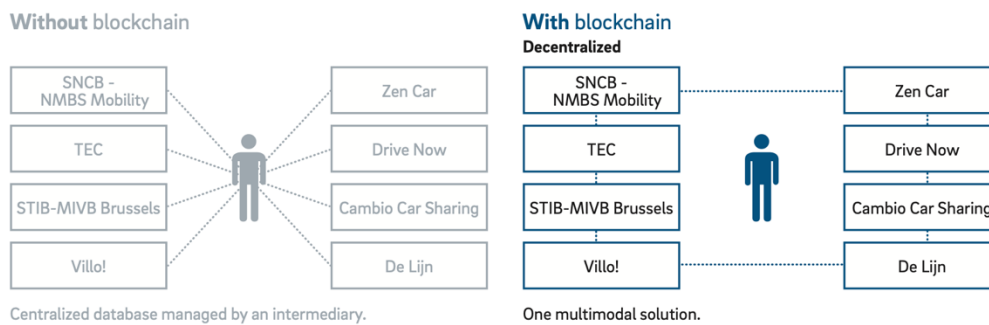 Without blockchain
SNCB -
NMBS Mobility
TEC
STIB-MIVB Brussels
Villo!
Zen Car
Drive Now
Cambio Car Sharing
De Lijn
Centralized database managed by an intermediary.
With blockchain
Decentralized
SNCB -
NMBS Mobility
TEC
STIB-MIVB Brussels
Villo!
Zen Car
Drive Now
Cambio Car Sharing
De Lijn
One multimodal solution.